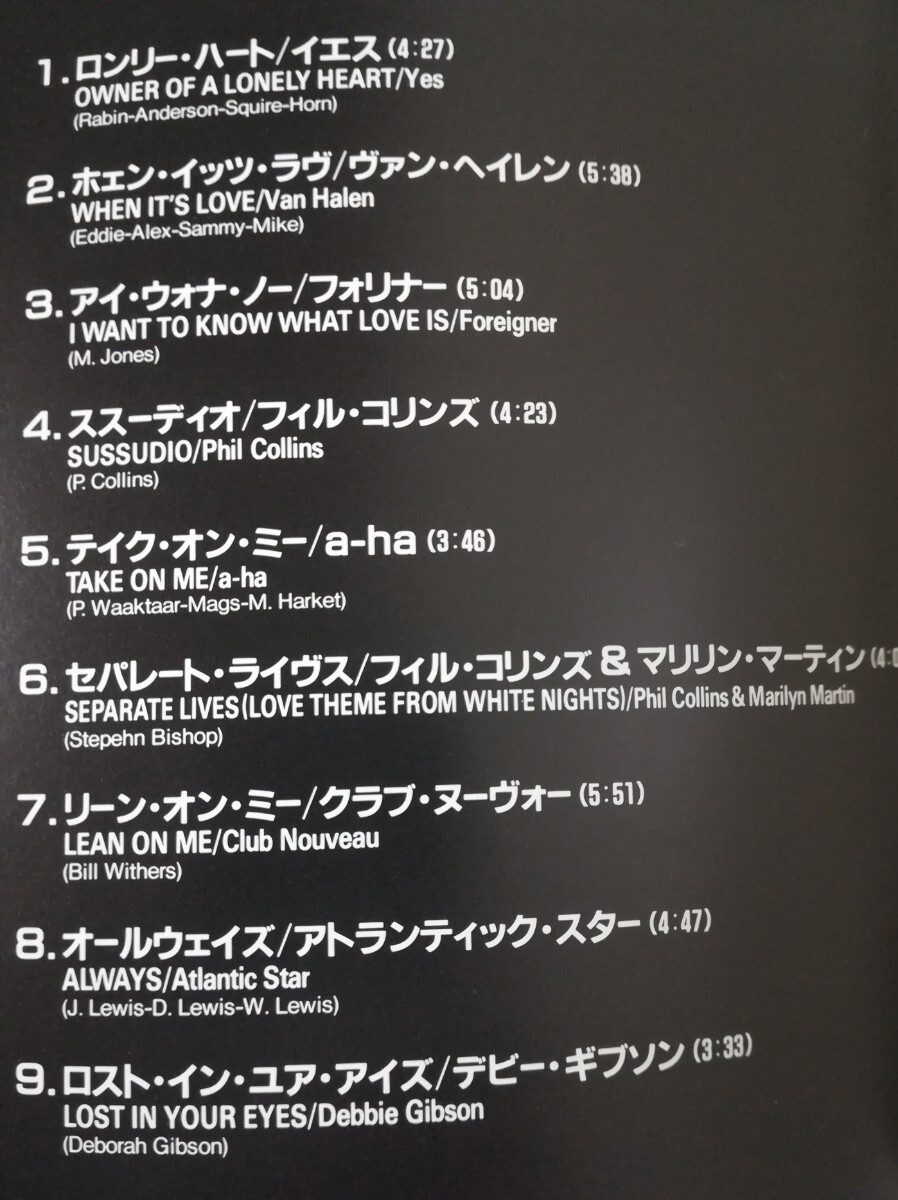 1.ロンリー・ハート/イエス(4:27)
OWNER OF A LONELY HEART/Yes
(Rabin-Anderson-Squire-Horn)
2.ホェン・イッツ・ラヴ/ヴァン・ヘイレン(5:38)
WHEN IT'S LOVE/Van Halen
(Eddie-Alex-Sammy-Mike)
3.アイ・ウォナ・ノー/フォリナー(5:04)
I WANT TO KNOW WHAT LOVE IS/Foreigner
(M. Jones)
4.ススーディオ/フィル・コリンズ(4:23)
SUSSUDIO/Phil Collins
(P. Collins)
5.テイク・オン・ミー/a-ha(3:46)
TAKE ON ME/a-ha
(P. Waaktaar-Mags-M. Harket)
6.セパレート・ライヴス/フィル・コリンズ&マリリン・マーティン
SEPARATE LIVES(LOVE THEME FROM WHITE NIGHTS)/Phil Collins & Marilyn Martin
(Stepehn Bishop)
7.リーン・オン・ミー/クラブ・ヌーヴォー(5:51)
LEAN ON ME/Club Nouveau
(Bill Withers)
8.オールウェイズ/アトランティック・スター(4:47)
ALWAYS/Atlantic Star
(J. Lewis-D. Lewis-W. Lewis)
9.ロスト・イン・ユア・アイズ/デビー・ギブソン(3:33)
LOST IN YOUR EYES/Debbie Gibson
(Deborah Gibson)